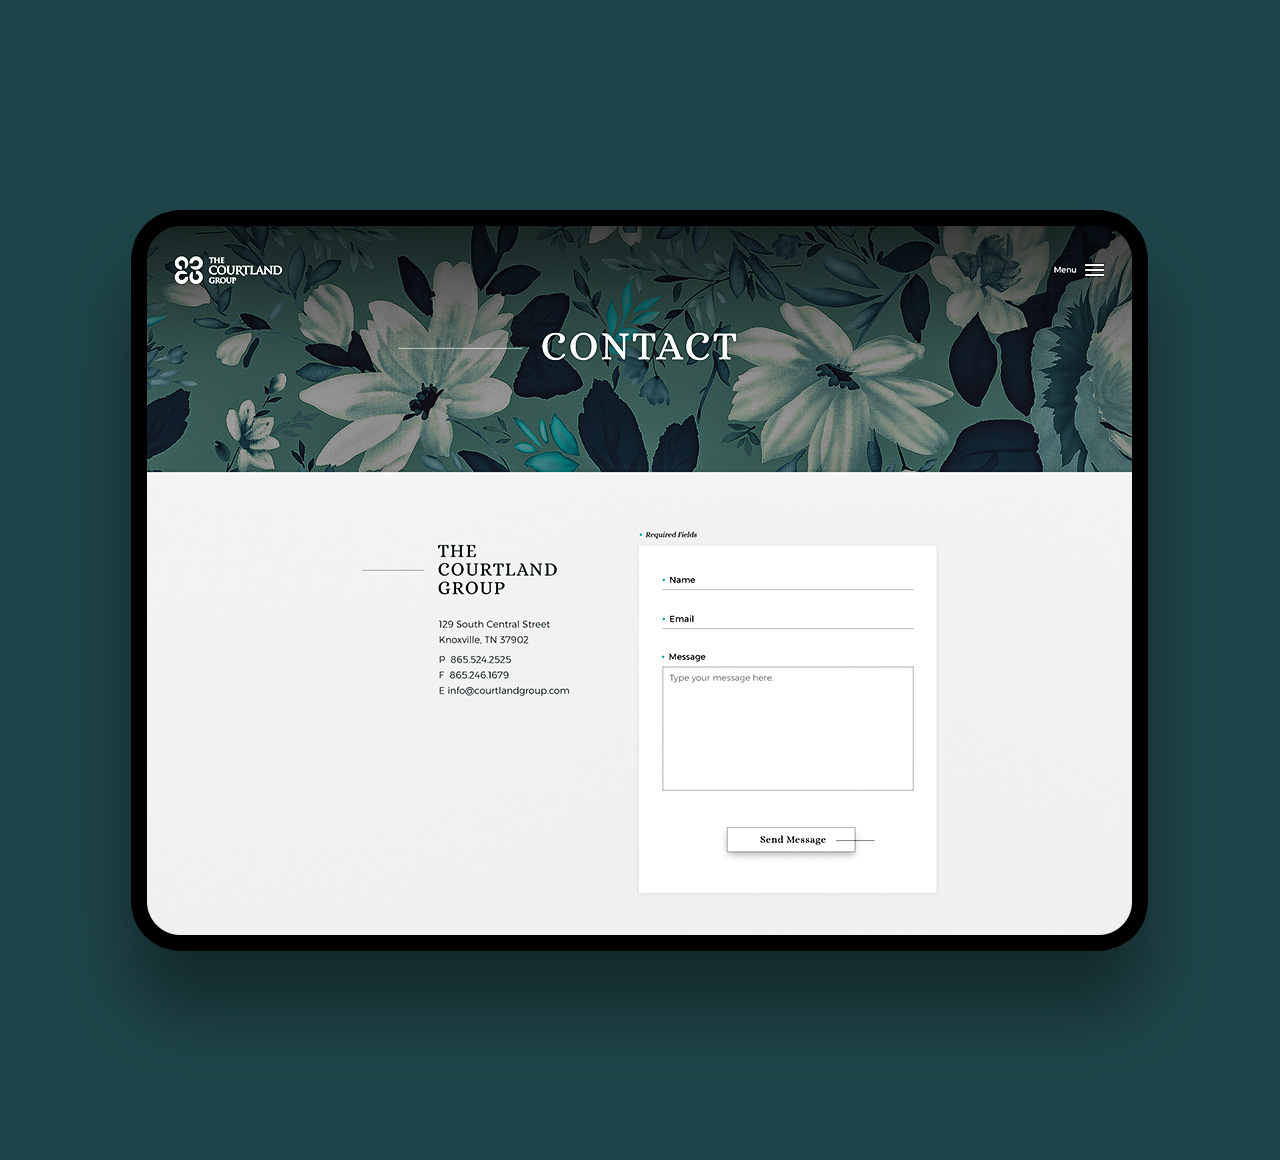 THE
COURTLAND
GROUP
Menu
CONTACT
THE
COURTLAND
GROUP
129 South Central Street
Knoxville, TN 37902
P 865.524.2525
F 865.246.1679
E info@courtlandgroup.com
• Required Fields
• Name
• Email
• Message
Type your message here.
Send Message